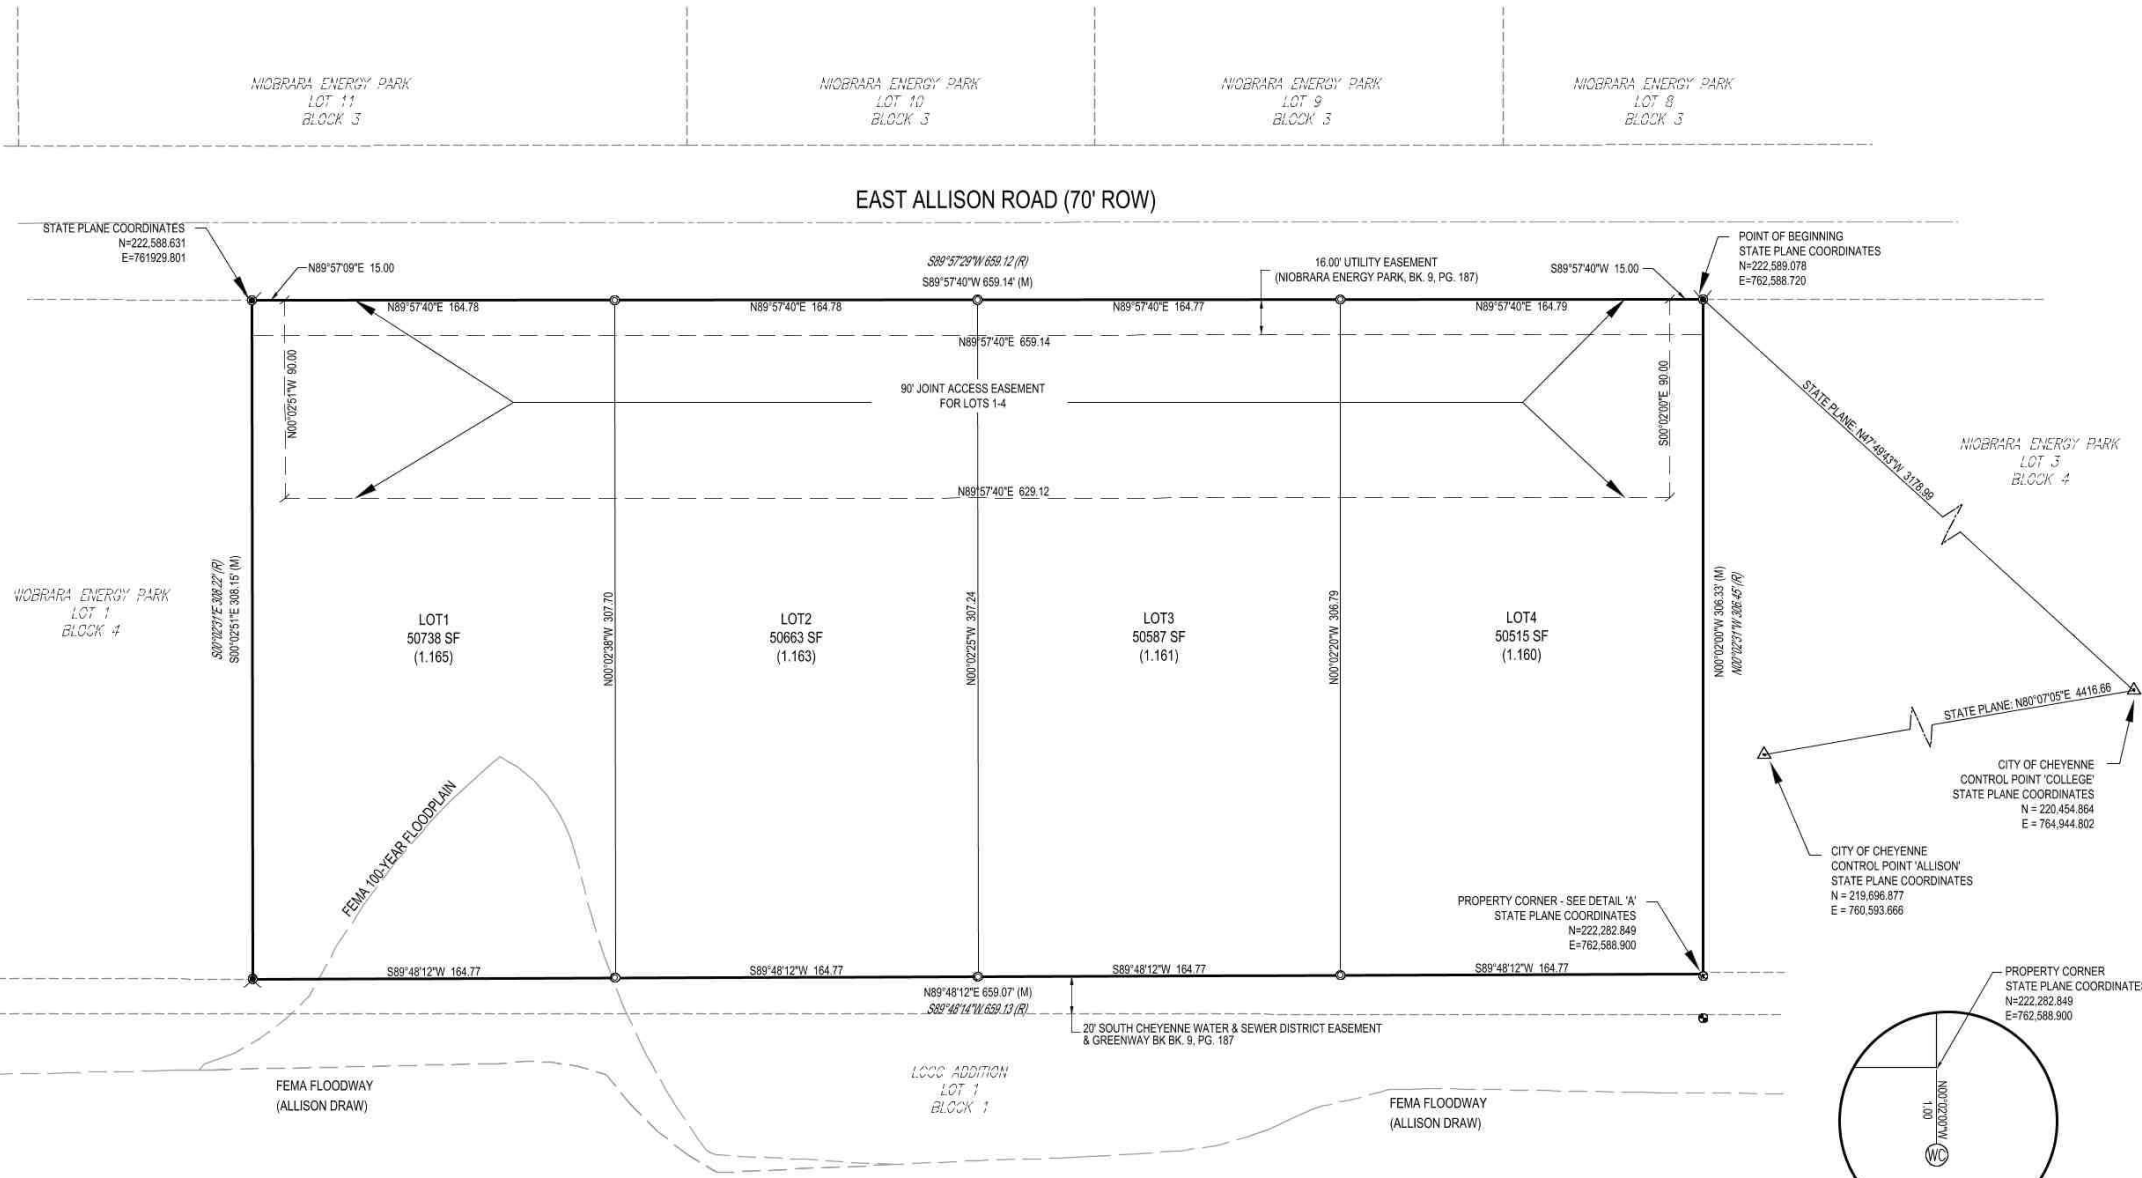 NIOBRARA ENERGY PARK
LOT 11
BLOCK 3
NIOBRARA ENERGY PARK
LOT 10
BLOCK 3
NIOBRARA ENERGY PARK
LOT 9
BLOCK 3
NIOBRARA ENERGY PARK
LOT 8
BLOCK 3
EAST ALLISON ROAD (70' ROW)
STATE PLANE COORDINATES
N=222,588.631
E=761929.801
N89°57'09"E 15.00
S89°57'29"W 659.12 (R)
S89°57'40"W 659.14' (M)
16.00' UTILITY EASEMENT
(NIOBRARA ENERGY PARK, BK. 9, PG. 187)
S89°57'40"W 15.00
POINT OF BEGINNING
STATE PLANE COORDINATES
N=222,589.078
E=762,588.720
N89°57'40"E 164.78
N89°57'40"E 164.78
N89°57'40"E 164.77
N89°57'40"E 164.79
N89°57'40"E 659.14
N00°02'51"W 90.00
90' JOINT ACCESS EASEMENT
FOR LOTS 1-4
S00°02'00"E 90.00
STATE PLANE: N47°49'43"W 3178.99
NIOBRARA ENERGY PARK
LOT 3
BLOCK 4
N89°57'40"E 629.12
NIOBRARA ENERGY PARK
LOT 1
BLOCK 4
S00°02'31"E 308.22' (R)
S00°02'51"E 308.15' (M)
LOT1
50738 SF
(1.165)
N00°02'38"W 307.70
LOT2
50663 SF
(1.163)
N00°02'25"W 307.24
LOT3
50587 SF
(1.161)
N00°02'20"W 306.79
LOT4
50515 SF
(1.160)
N00°02'00"W 306.33' (M)
N00°02'31"W 306.45' (R)
STATE PLANE: N80°07'05"E 4416.66
CITY OF CHEYENNE
CONTROL POINT 'COLLEGE'
STATE PLANE COORDINATES
N = 220,454.864
E = 764,944.802
CITY OF CHEYENNE
CONTROL POINT 'ALLISON'
STATE PLANE COORDINATES
N = 219,696.877
E = 760,593.666
FEMA 100-YEAR FLOODPLAIN
PROPERTY CORNER - SEE DETAIL 'A'
STATE PLANE COORDINATES
N=222,282.849
E=762,588.900
S89°48'12"W 164.77
S89°48'12"W 164.77
S89°48'12"W 164.77
S89°48'12"W 164.77
N89°48'12"E 659.07' (M)
S89°48'14"W 659.13 (R)
20' SOUTH CHEYENNE WATER & SEWER DISTRICT EASEMENT
& GREENWAY BK BK. 9, PG. 187
PROPERTY CORNER
STATE PLANE COORDINATES
N=222,282.849
E=762,588.900
FEMA FLOODWAY
(ALLISON DRAW)
LCCC ADDITION
LOT 1
BLOCK 1
FEMA FLOODWAY
(ALLISON DRAW)
N00°02'00"W
1.00
WC